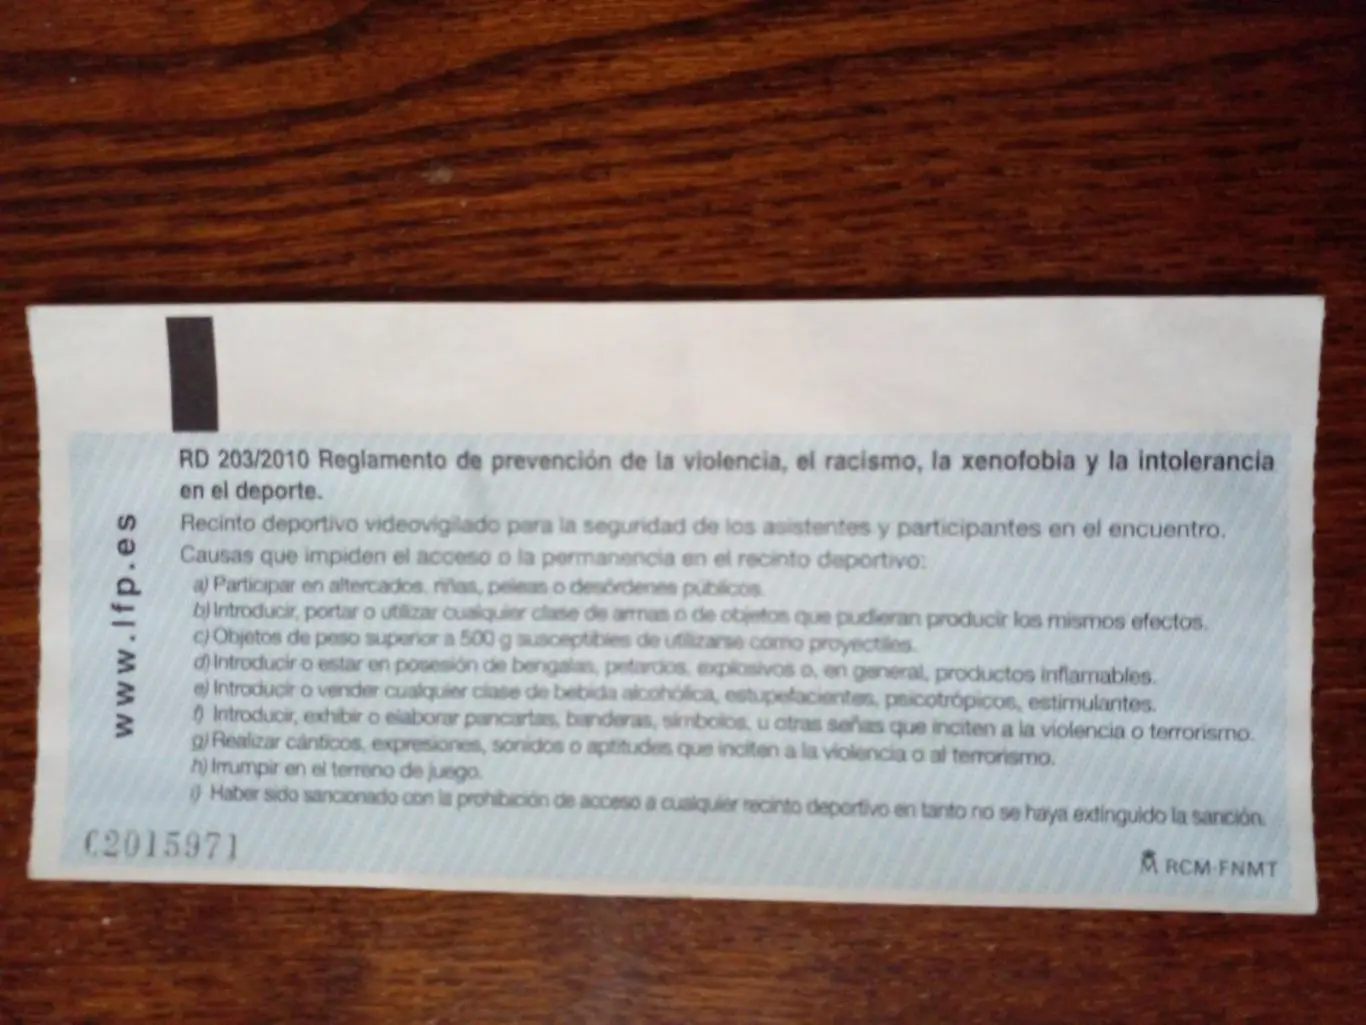 RD 203/2010 Reglamento de prevención de la violencia, el racismo, la xenofobia y la intolerancia
en el deporte.
Recinto deportivo videovigilado para la seguridad de los asistentes y participantes en el encuentro.
Causas que impiden el acceso o la permanencia en el recinto deportivo:
a) Participar en altercados, riñas, peleas o desórdenes públicos.
b) Introducir, portar o utilizar cualquier clase de armas o de objetos que pudieran producir los mismos efectos.
c) Objetos de peso superior a 500 g susceptibles de utilizarse como proyectiles.
d) Introducir o estar en posesión de bengalas, petardos, explosivos o, en general, productos inflamables.
e) Introducir o vender cualquier clase de bebida alcohólica, estupefacientes, psicotrópicos, estimulantes.
f) Introducir, exhibir o elaborar pancartas, banderas, símbolos, u otras señas que inciten a la violencia o terrorismo.
g) Realizar cánticos, expresiones, sonidos o aptitudes que inciten a la violencia o al terrorismo.
h) Irrumpir en el terreno de juego.
i) Haber sido sancionado con la prohibición de acceso a cualquier recinto deportivo en tanto no se haya extinguido la sanción.
www.lfp.es
C2015971
RCM-FNMT